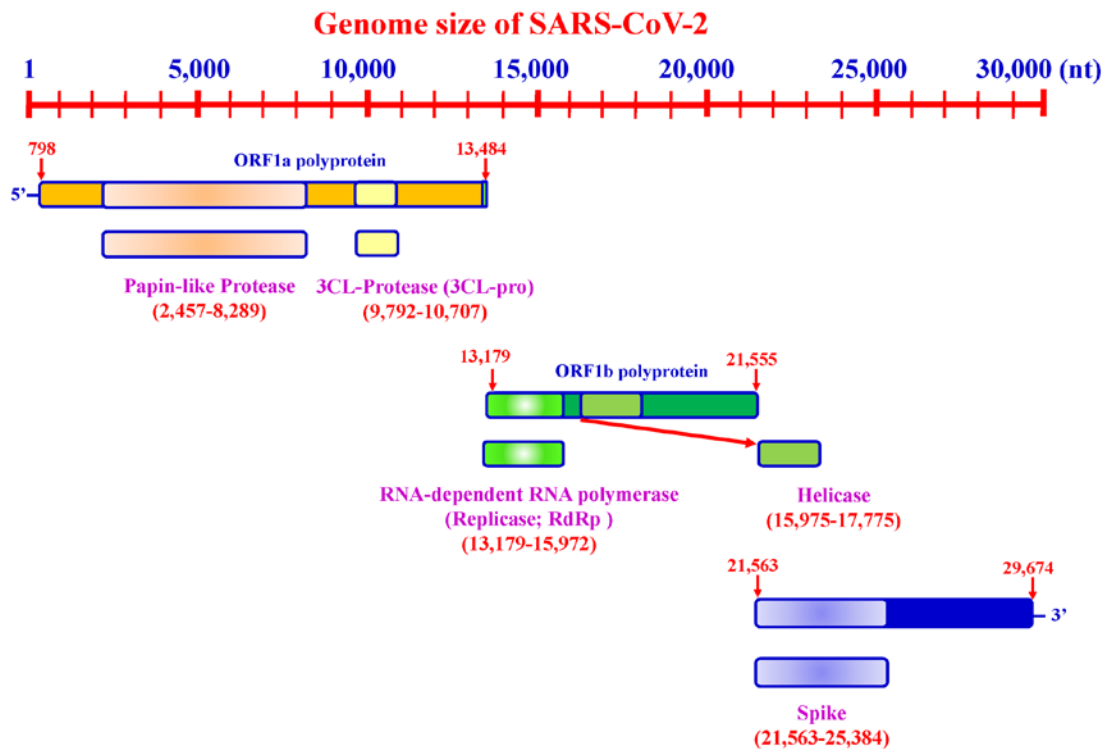 Genome size of SARS-CoV-2
1 5,000 10,000 15,000 20,000 25,000 30,000 (nt)
798 ORF1a polyprotein 13,484
5’
Papin-like Protease 3CL-Protease (3CL-pro)
(2,457-8,289) (9,792-10,707)
13,179 ORF1b polyprotein 21,555
RNA-dependent RNA polymerase Helicase
(Replicase; RdRp ) (15,975-17,775)
(13,179-15,972)
21,563 29,674
3’
Spike
(21,563-25,384)